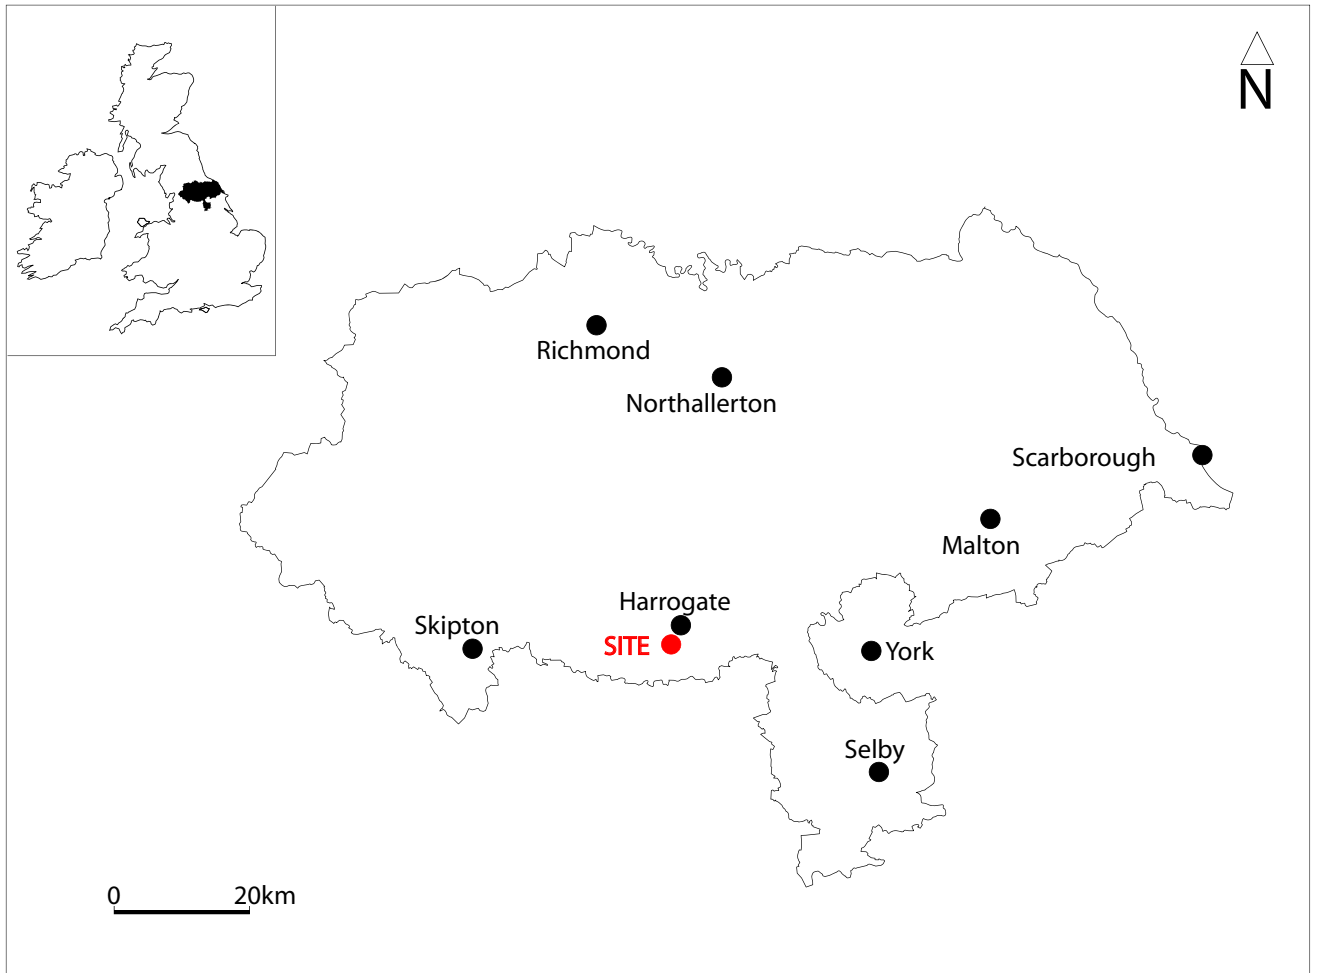 N
Richmond
Northallerton
Scarborough
Malton
Harrogate
Skipton
SITE
York
Selby
0 20km